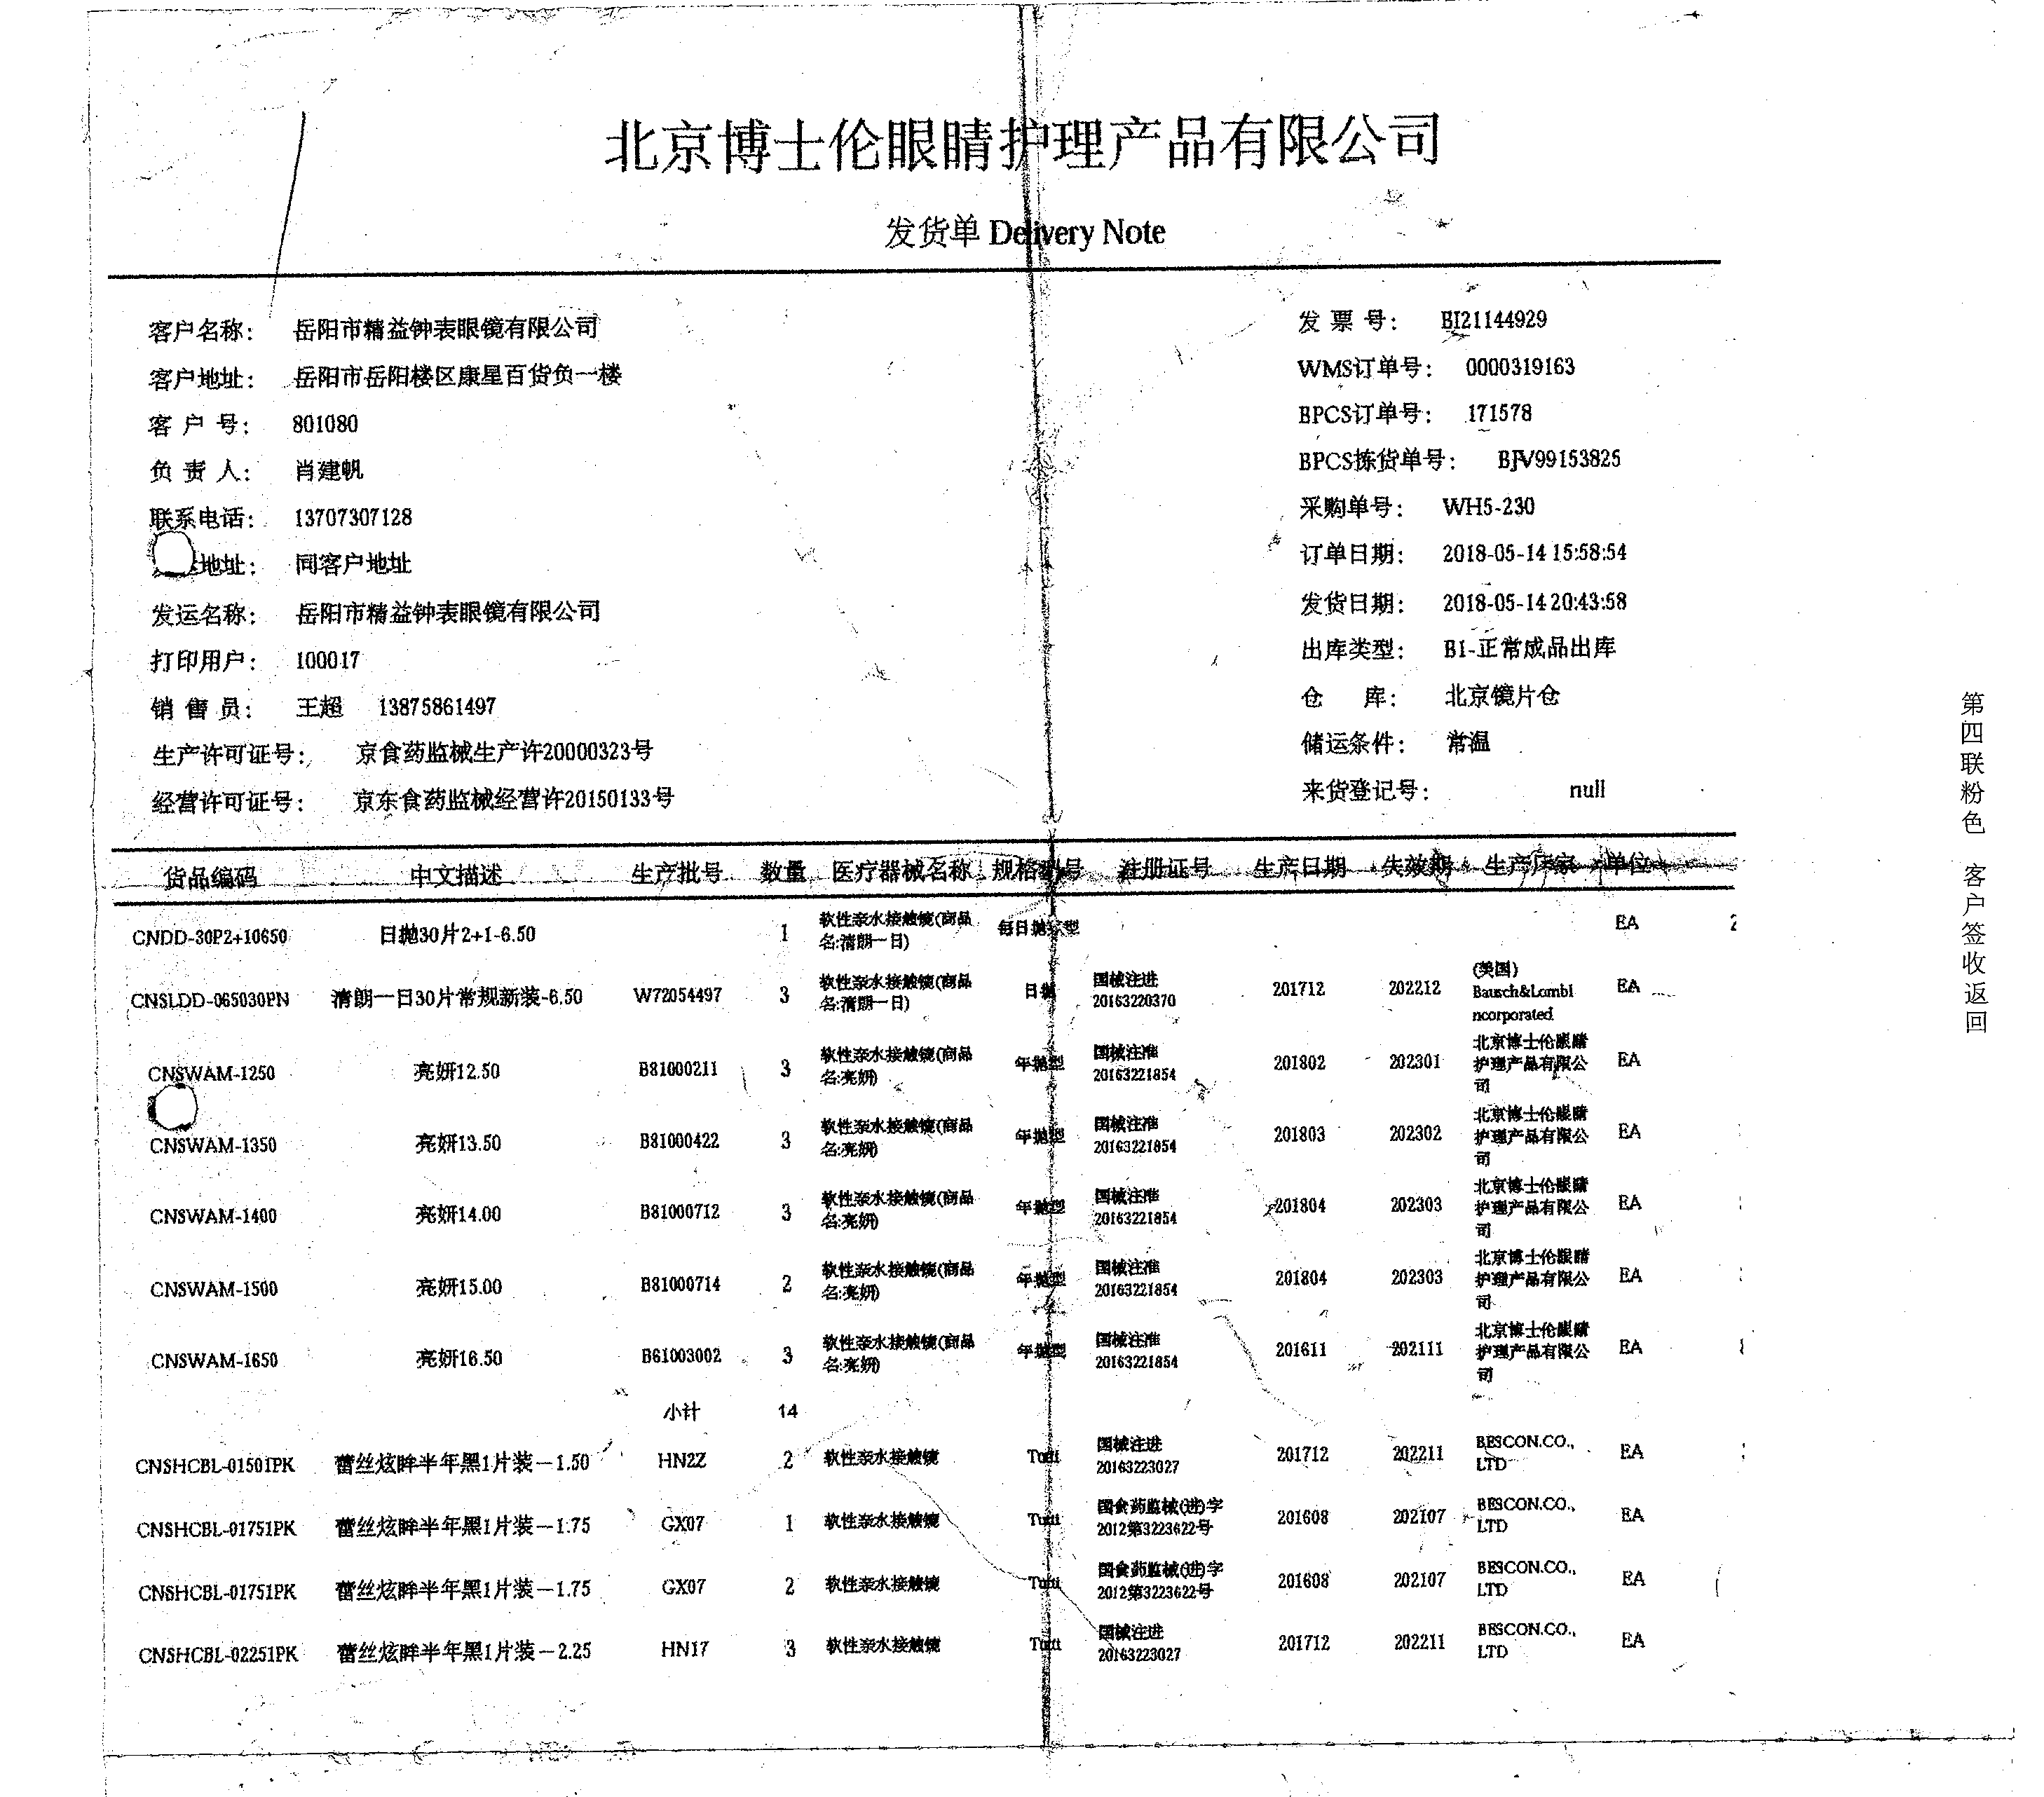 北京博士伦眼睛护理产品有限公司
发货单 Delivery Note
客户名称： 岳阳市精益钟表眼镜有限公司 发 票 号： BI21144929
客户地址： 岳阳市岳阳楼区康星百货负一楼 WMS订单号： 0000319163
客 户 号： 801080 BPCS订单号： 171578
负 责 人： 肖建帆 BPCS拣货单号： BJV99153825
联系电话： 13707307128 采购单号： WH5-230
地址： 同客户地址 订单日期： 2018-05-14 15:58:54
发运名称： 岳阳市精益钟表眼镜有限公司 发货日期： 2018-05-14 20:43:58
打印用户： 100017 出库类型： B1-正常成品出库
销 售 员： 王超 13875861497 仓 库： 北京镜片仓
生产许可证号： 京食药监械生产许20000323号 储运条件： 常温
经营许可证号： 京东食药监械经营许20150133号 来货登记号： null
货品编码 中文描述 生产批号 数量 医疗器械名称 规格型号 注册证号 生产日期 失效期 生产厂家 单位
CNDD-30P2+10650 日抛30片2+1-6.50 1 软性亲水接触镜(商品名:清朗一日) 每日抛弃型 EA
CNSLDD-065030PN 清朗一日30片常规新装-6.50 W72054497 3 软性亲水接触镜(商品名:清朗一日) 日抛 国械注进20163220370 201712 202212 (美国)Bausch&Lombincorporated EA
CNSWAM-1250 亮妍12.50 B81000211 3 软性亲水接触镜(商品名:亮妍) 年抛型 国械注准20163221854 201802 202301 北京博士伦眼睛护理产品有限公司 EA
CNSWAM-1350 亮妍13.50 B81000422 3 软性亲水接触镜(商品名:亮妍) 年抛型 国械注准20163221854 201803 202302 北京博士伦眼睛护理产品有限公司 EA
CNSWAM-1400 亮妍14.00 B81000712 3 软性亲水接触镜(商品名:亮妍) 年抛型 国械注准20163221854 201804 202303 北京博士伦眼睛护理产品有限公司 EA
CNSWAM-1500 亮妍15.00 B81000714 2 软性亲水接触镜(商品名:亮妍) 年抛型 国械注准20163221854 201804 202303 北京博士伦眼睛护理产品有限公司 EA
CNSWAM-1650 亮妍16.50 B61003002 3 软性亲水接触镜(商品名:亮妍) 年抛型 国械注准20163221854 201611 202111 北京博士伦眼睛护理产品有限公司 EA
小计 14
CNSHCBL-01501PK 蕾丝炫眸半年黑1片装－1.50 HN2Z 2 软性亲水接触镜 Tutti 国械注进20163223027 201712 202211 BESCON.CO.,LTD EA
CNSHCBL-01751PK 蕾丝炫眸半年黑1片装－1.75 GX07 1 软性亲水接触镜 Tutti 国食药监械(进)字2012第3223622号 201608 202107 BESCON.CO.,LTD EA
CNSHCBL-01751PK 蕾丝炫眸半年黑1片装－1.75 GX07 2 软性亲水接触镜 Tutti 国食药监械(进)字2012第3223622号 201608 202107 BESCON.CO.,LTD EA
CNSHCBL-02251PK 蕾丝炫眸半年黑1片装－2.25 HN17 3 软性亲水接触镜 Tutti 国械注进20163223027 201712 202211 BESCON.CO.,LTD EA
第四联粉色 客户签收返回